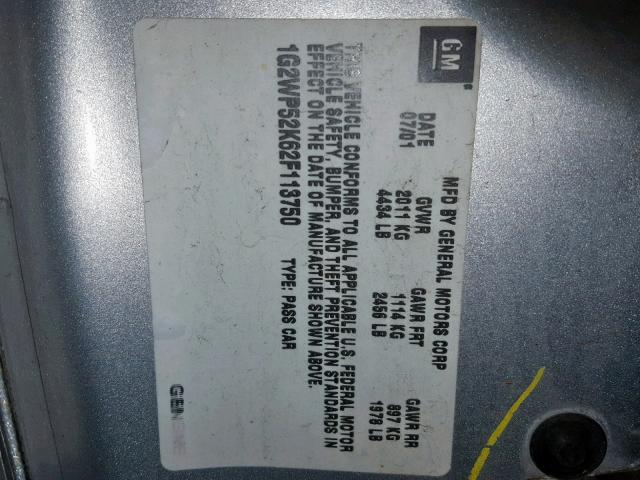 GM
MFD BY GENERAL MOTORS CORP
DATE GVWR GAWR FRT GAWR RR
07/01 2011 KG 1114 KG 897 KG
4434 LB 2456 LB 1978 LB
THIS VEHICLE CONFORMS TO ALL APPLICABLE U.S. FEDERAL MOTOR
VEHICLE SAFETY, BUMPER, AND THEFT PREVENTION STANDARDS IN
EFFECT ON THE DATE OF MANUFACTURE SHOWN ABOVE.
1G2WP52K62F113750 TYPE: PASS CAR